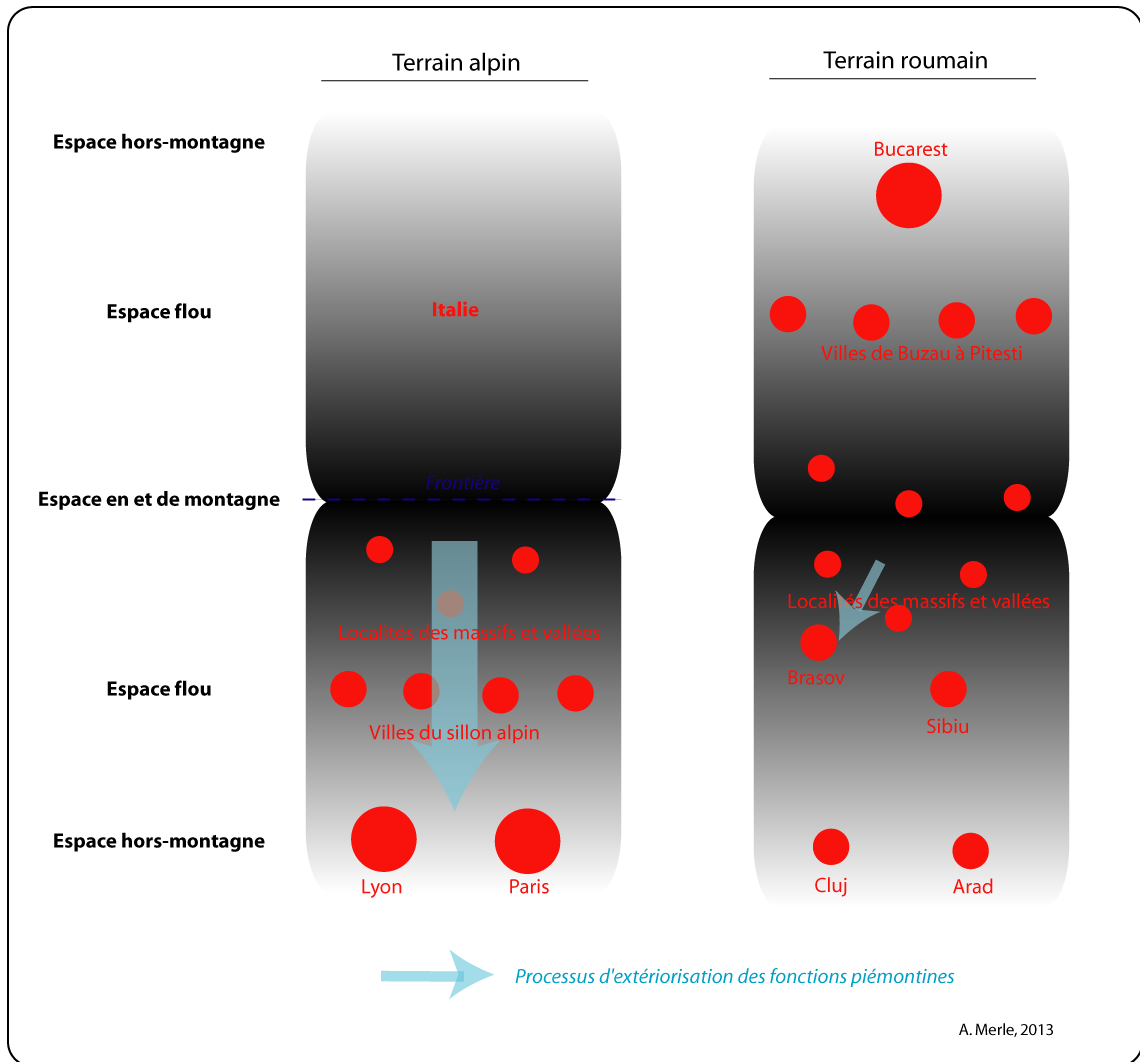 Terrain alpin
Terrain roumain
Espace hors-montagne
Bucarest
Espace flou
Italie
Villes de Buzau à Pitesti
Frontière
Espace en et de montagne
Localités des massifs et vallées
Localités des massifs et vallées
Brasov
Espace flou
Villes du sillon alpin
Sibiu
Espace hors-montagne
Lyon
Paris
Cluj
Arad
Processus d'extériorisation des fonctions piémontines
A. Merle, 2013